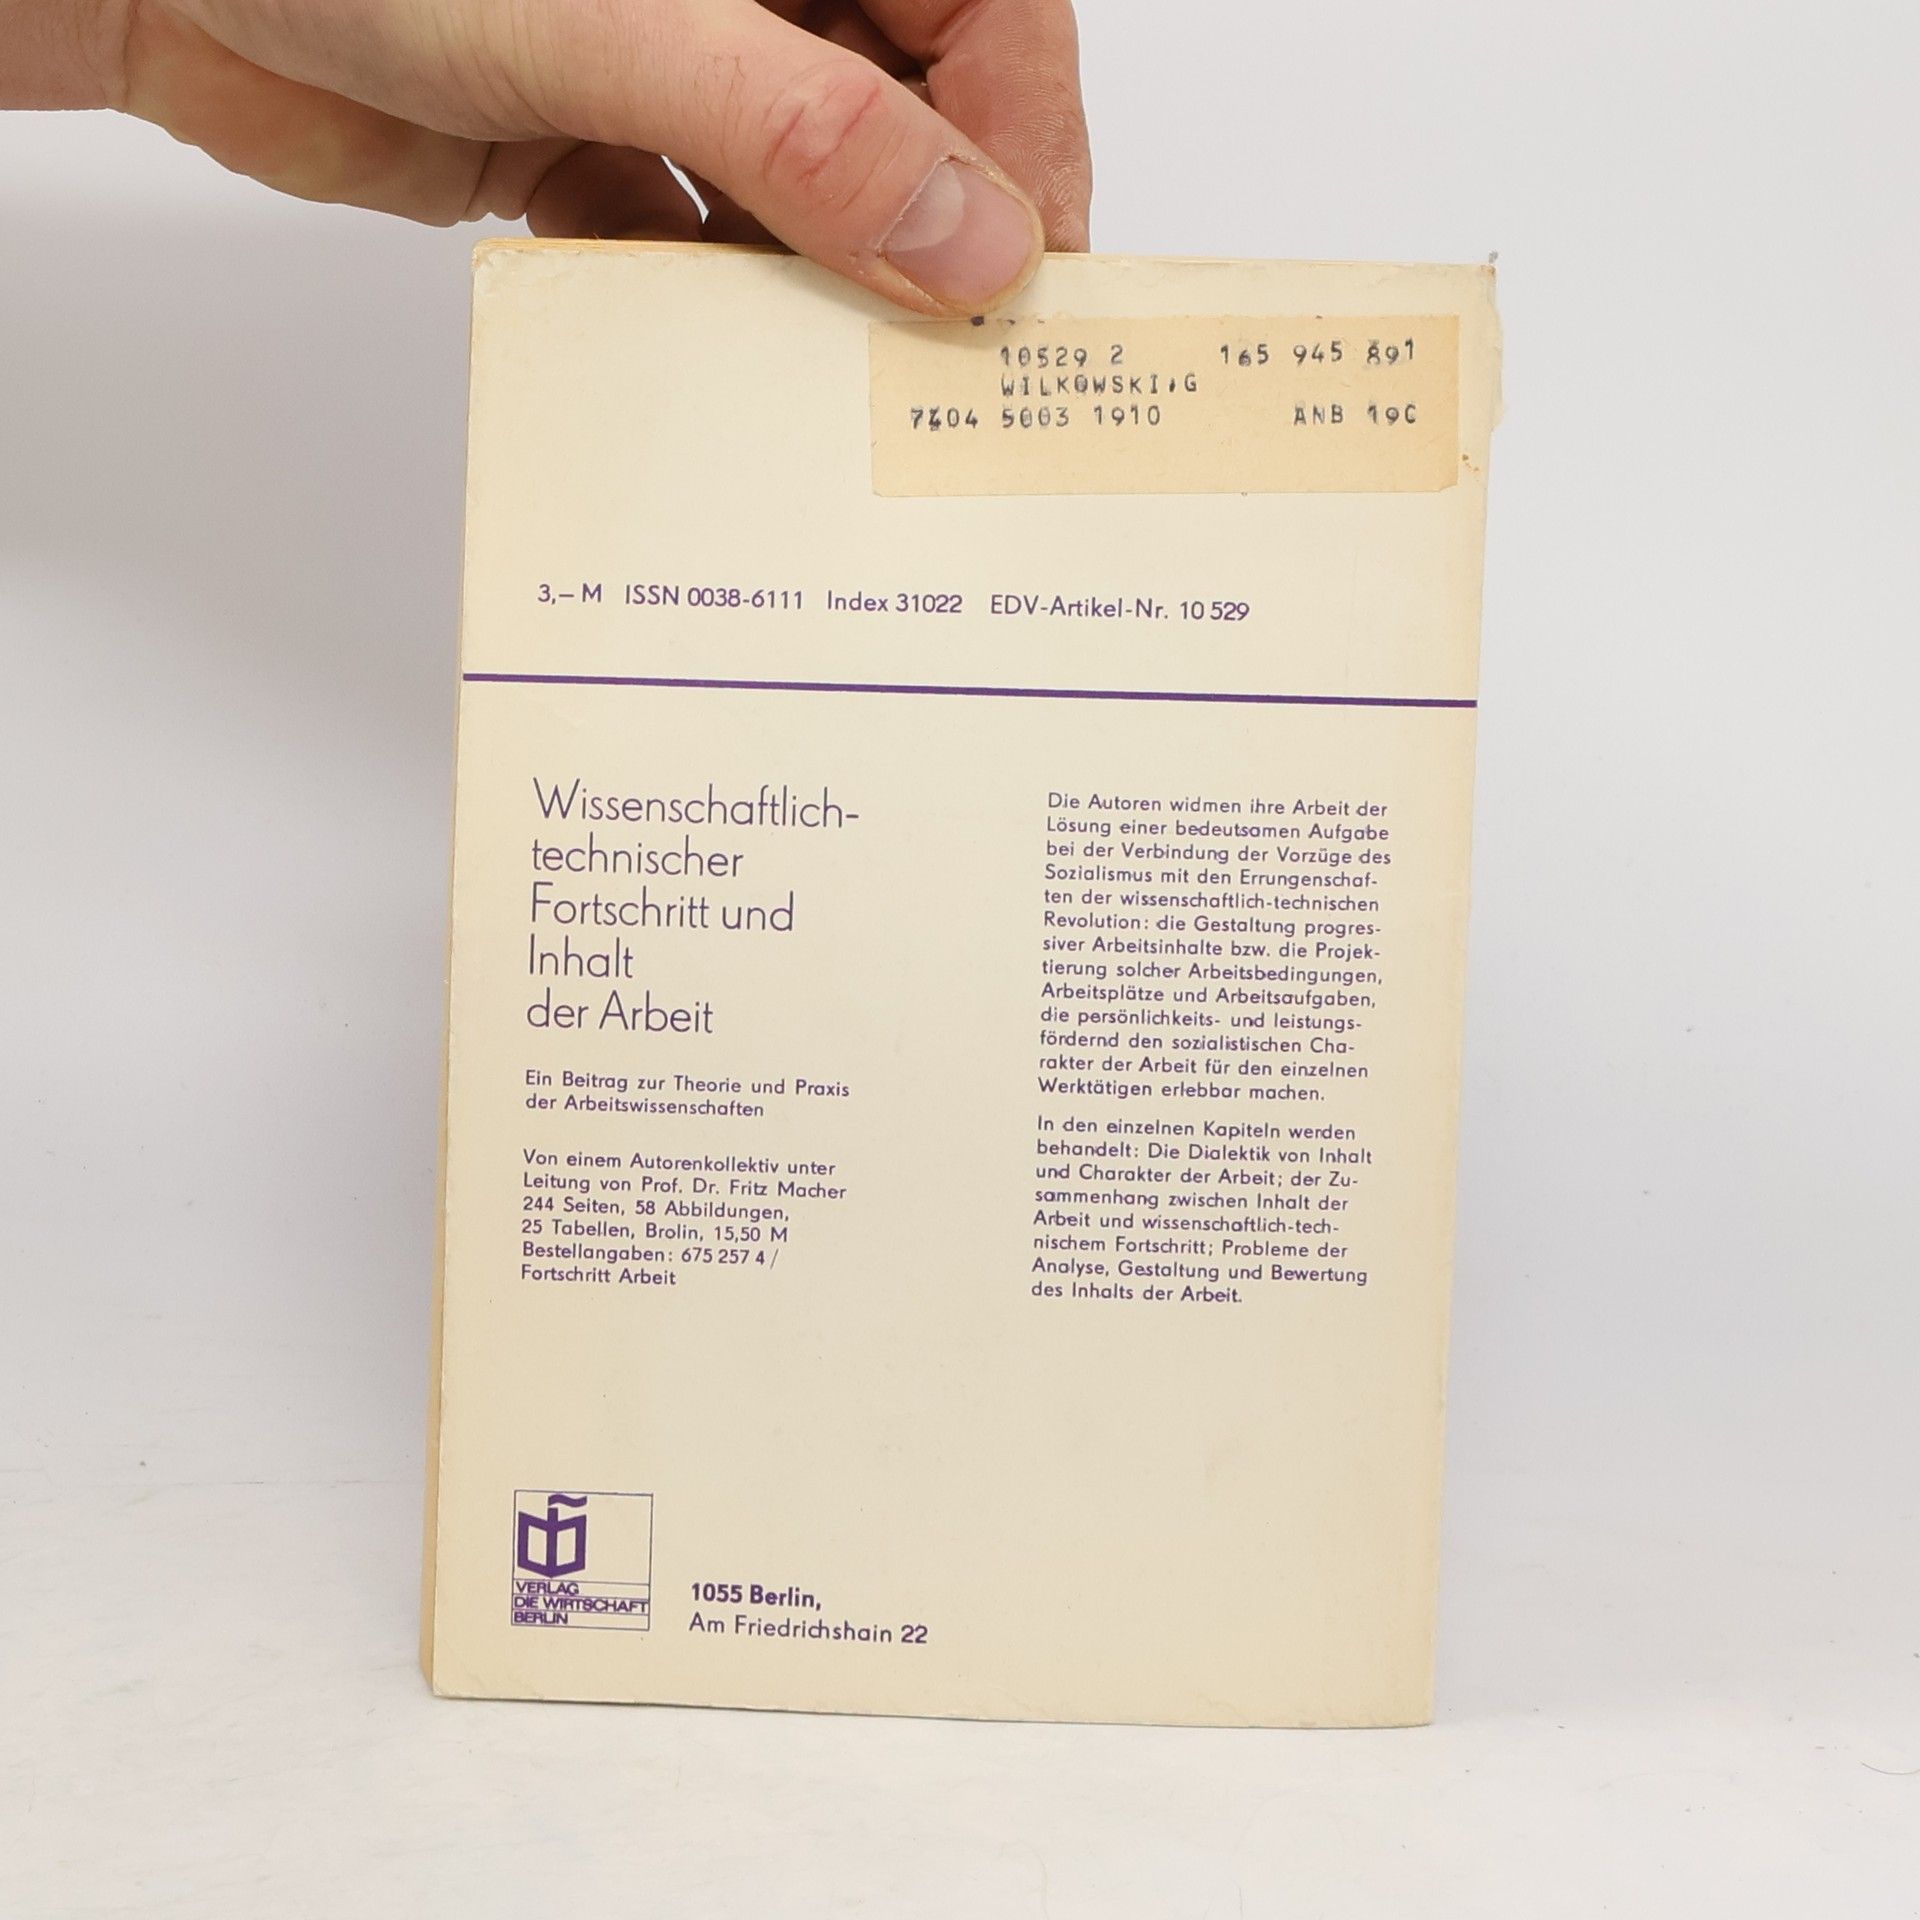 10529 2 165 945 891
WILKOWSKI,G
7404 5003 1910 ANB 19C
3,– M ISSN 0038-6111 Index 31022 EDV-Artikel-Nr. 10 529
Wissenschaftlich-
technischer
Fortschritt und
Inhalt
der Arbeit
Ein Beitrag zur Theorie und Praxis
der Arbeitswissenschaften
Von einem Autorenkollektiv unter
Leitung von Prof. Dr. Fritz Macher
244 Seiten, 58 Abbildungen,
25 Tabellen, Brolin, 15,50 M
Bestellangaben: 675 257 4 /
Fortschritt Arbeit
Die Autoren widmen ihre Arbeit der
Lösung einer bedeutsamen Aufgabe
bei der Verbindung der Vorzüge des
Sozialismus mit den Errungenschaf-
ten der wissenschaftlich-technischen
Revolution: die Gestaltung progres-
siver Arbeitsinhalte bzw. die Projek-
tierung solcher Arbeitsbedingungen,
Arbeitsplätze und Arbeitsaufgaben,
die persönlichkeits- und leistungs-
fördernd den sozialistischen Cha-
rakter der Arbeit für den einzelnen
Werktätigen erlebbar machen.
In den einzelnen Kapiteln werden
behandelt: Die Dialektik von Inhalt
und Charakter der Arbeit; der Zu-
sammenhang zwischen Inhalt der
Arbeit und wissenschaftlich-tech-
nischem Fortschritt; Probleme der
Analyse, Gestaltung und Bewertung
des Inhalts der Arbeit.
VERLAG
DIE WIRTSCHAFT
BERLIN
1055 Berlin,
Am Friedrichshain 22